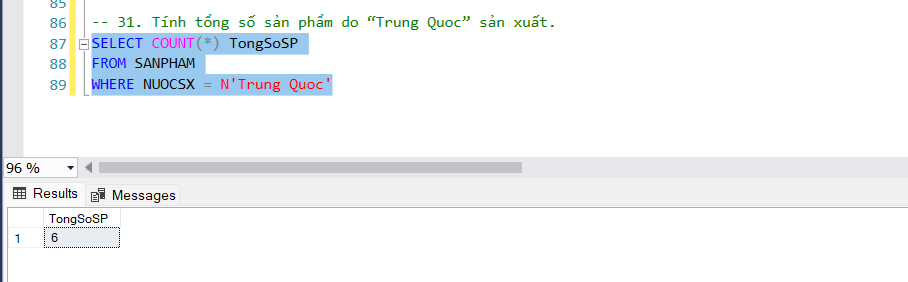 85
86 -- 31. Tính tổng số sản phẩm do “Trung Quoc” sản xuất.
87 SELECT COUNT(*) TongSoSP
88 FROM SANPHAM
89 WHERE NUOCSX = N'Trung Quoc'
96 %
Results Messages
TongSoSP
1 6